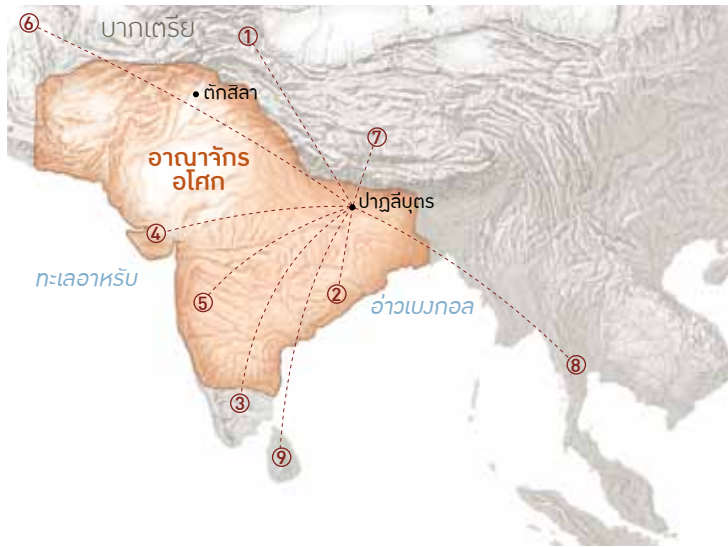 ⑥
บากเตรีย
①
ตักสิลา
⑦
อาณาจักร
อโศก
ปาฏลีบุตร
④
ทะเลอาหรับ
⑤
②
อ่าวเบงกอล
⑧
③
⑨